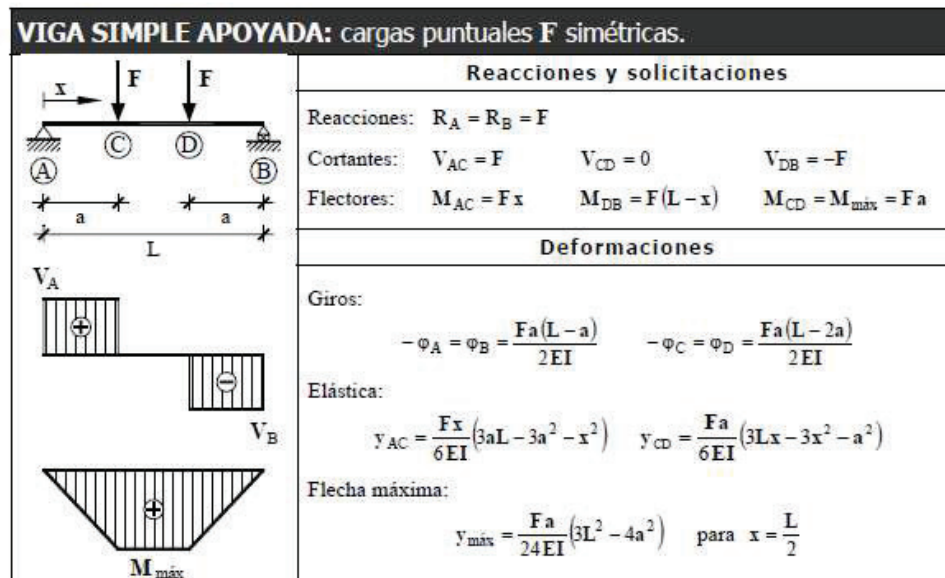 VIGA SIMPLE APOYADA: cargas puntuales F simétricas.
x
F F
A C D B
a a
L
V_A
+
−
V_B
+
M_máx
Reacciones y solicitaciones
Reacciones: R_A = R_B = F
Cortantes: V_AC = F V_CD = 0 V_DB = −F
Flectores: M_AC = F x M_DB = F(L − x) M_CD = M_máx = F a
Deformaciones
Giros:
−φ_A = φ_B = Fa(L − a) / 2EI −φ_C = φ_D = Fa(L − 2a) / 2EI
Elástica:
y_AC = Fx / 6EI (3aL − 3a² − x²) y_CD = Fa / 6EI (3Lx − 3x² − a²)
Flecha máxima:
y_máx = Fa / 24EI (3L² − 4a²) para x = L / 2